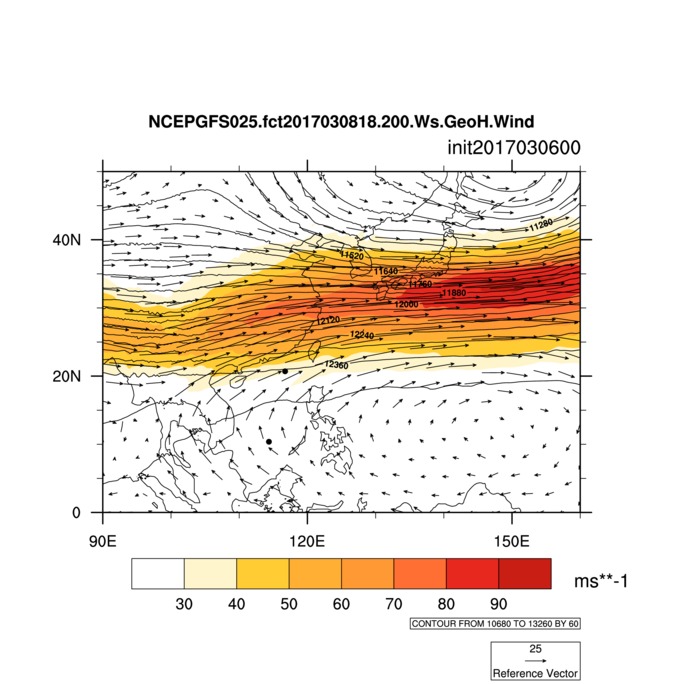 NCEPGFS025.fct2017030818.200.Ws.GeoH.Wind
init2017030600
40N
20N
0
11280
11520
11640
11760
11880
12000
12120
12240
12360
90E 120E 150E
30 40 50 60 70 80 90
ms**-1
CONTOUR FROM 10680 TO 13260 BY 60
25
Reference Vector